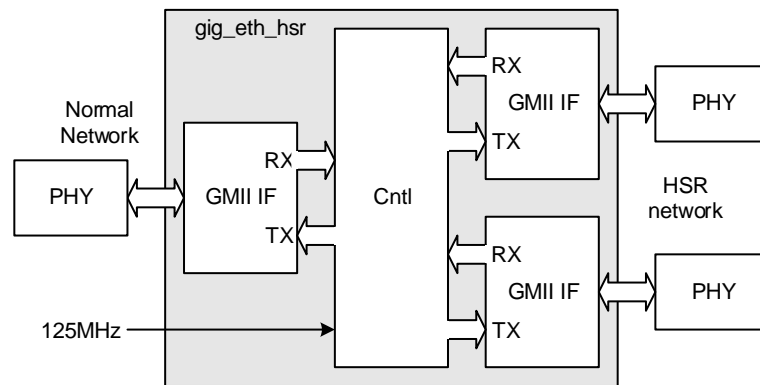 gig_eth_hsr
Normal
Network
PHY
GMII IF
RX
TX
Cntl
125MHz
RX
GMII IF
TX
PHY
HSR
network
RX
GMII IF
TX
PHY